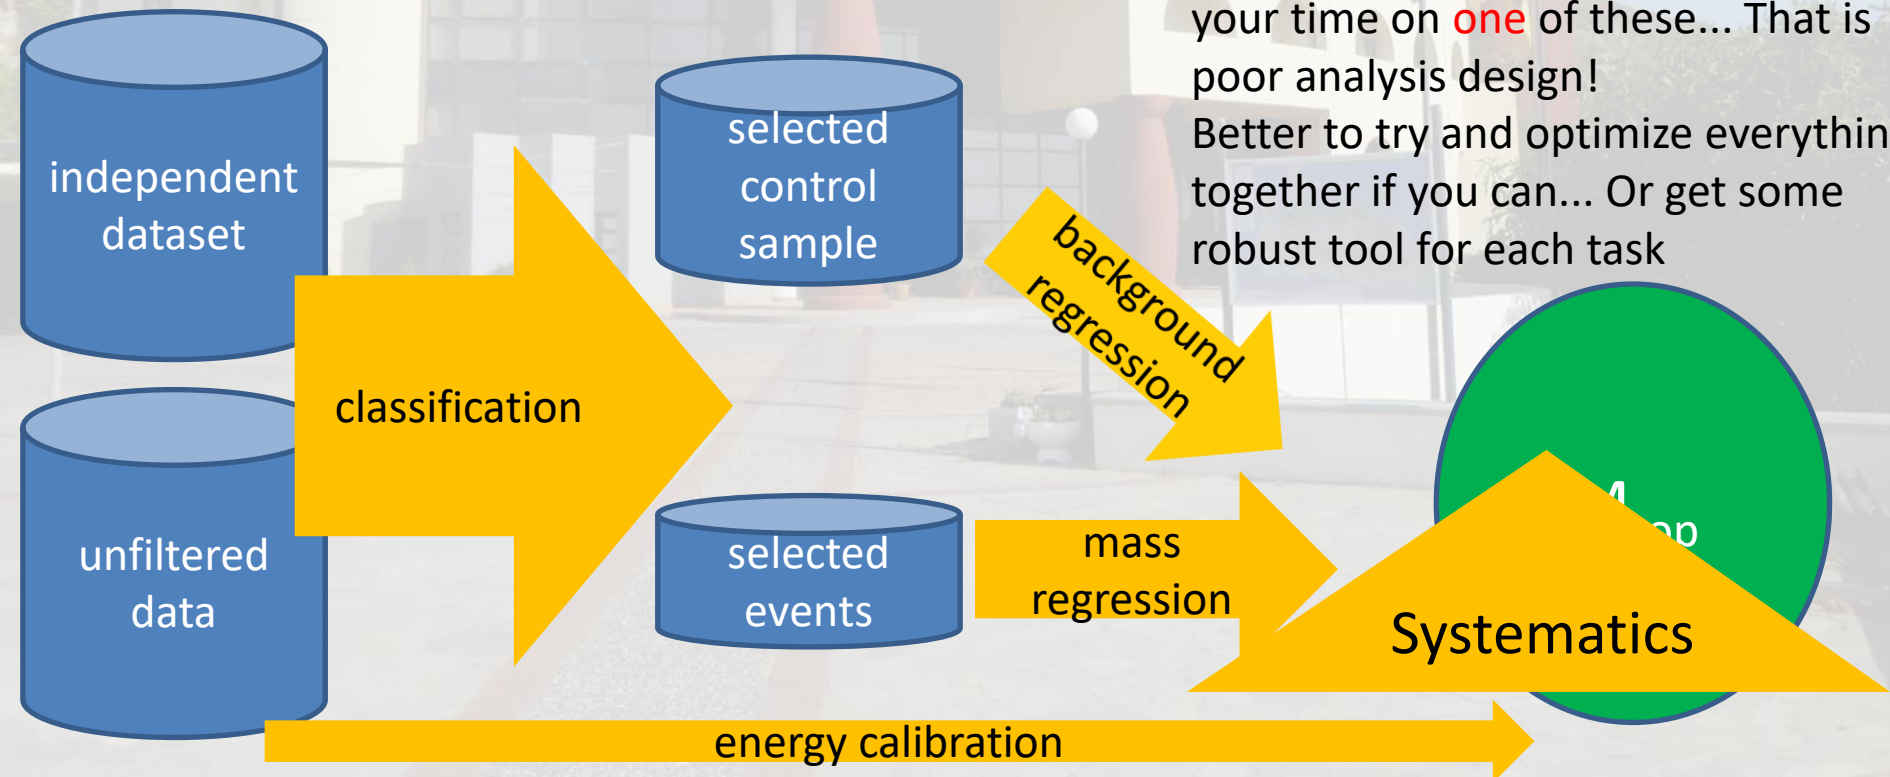 your time on one of these... That is
poor analysis design!
Better to try and optimize everythin
together if you can... Or get some
robust tool for each task
independent
dataset
unfiltered
data
classification
selected
control
sample
selected
events
background
regression
mass
regression
Systematics
energy calibration